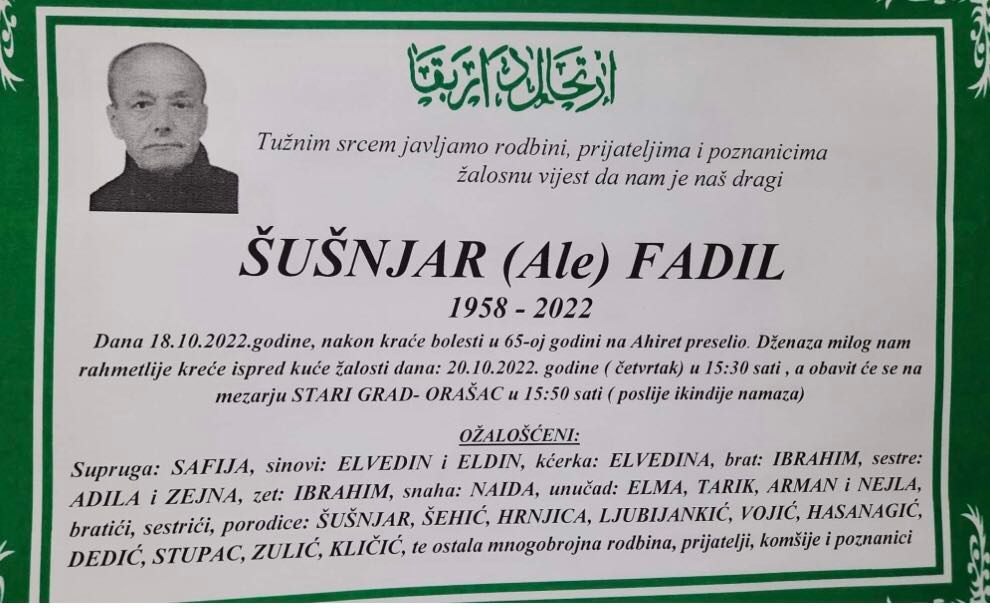 ارتحال دار بقا
Tužnim srcem javljamo rodbini, prijateljima i poznanicima
žalosnu vijest da nam je naš dragi
ŠUŠNJAR (Ale) FADIL
1958 - 2022
Dana 18.10.2022.godine, nakon kraće bolesti u 65-oj godini na Ahiret preselio. Dženaza milog nam
rahmetlije kreće ispred kuće žalosti dana: 20.10.2022. godine ( četvrtak) u 15:30 sati , a obavit će se na
mezarju STARI GRAD- ORAŠAC u 15:50 sati ( poslije ikindije namaza)
OŽALOŠĆENI:
Supruga: SAFIJA, sinovi: ELVEDIN i ELDIN, kćerka: ELVEDINA, brat: IBRAHIM, sestre:
ADILA i ZEJNA, zet: IBRAHIM, snaha: NAIDA, unučad: ELMA, TARIK, ARMAN i NEJLA,
bratići, sestrići, porodice: ŠUŠNJAR, ŠEHIĆ, HRNJICA, LJUBIJANKIĆ, VOJIĆ, HASANAGIĆ,
DEDIĆ, STUPAC, ZULIĆ, KLIČIĆ, te ostala mnogobrojna rodbina, prijatelji, komšije i poznanici